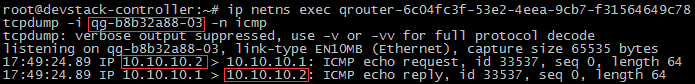 root@devstack-controns:~# ip netns exec qrouter-6c04fc3f-53e2-4eea-9cb7-f31564649c78
tcpdump -i qg-b8b32a88-03 -n icmp
tcpdump: verbose output suppressed, use -v or -vv for full protocol decode
listening on qg-b8b32a88-03, link-type EN10MB (Ethernet), capture size 65535 bytes
17:49:24.89 IP 10.10.10.2 > 10.10.10.1: ICMP echo request, id 33537, seq 0, length 64
17:49:24.89 IP 10.10.10.1 > 10.10.10.2: ICMP echo reply, id 33537, seq 0, length 64